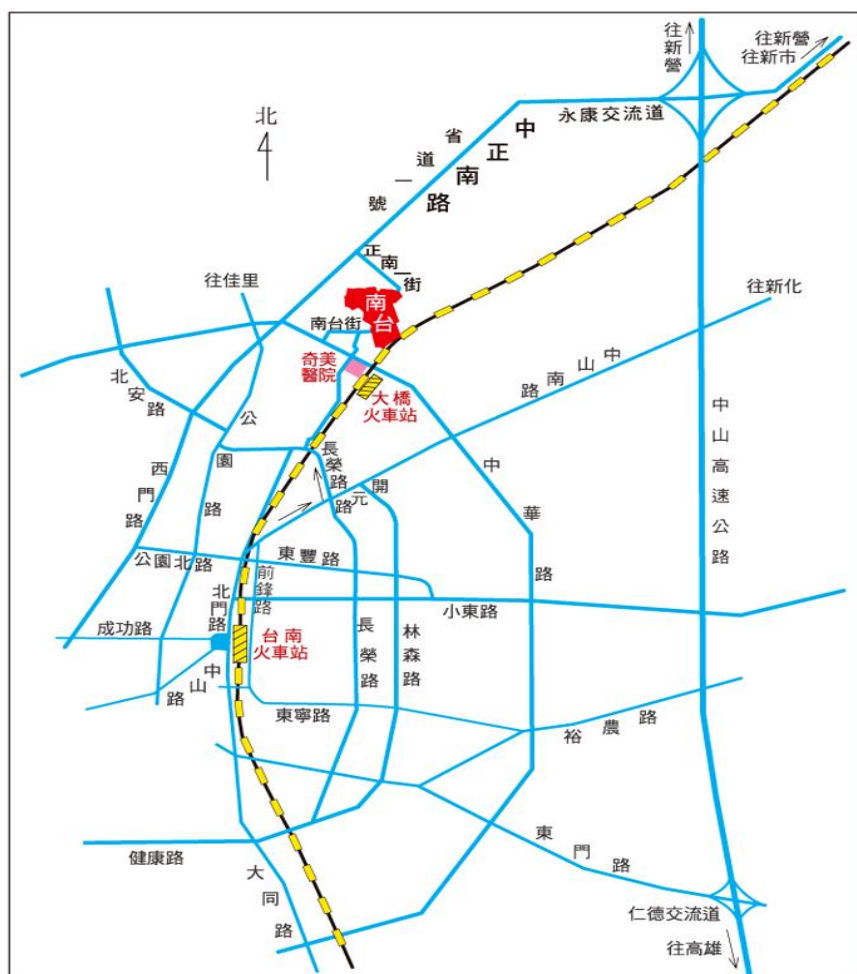 往新營
往新營
往新市
永康交流道
北
省道一號
中正南路
正南一街
往佳里
南台
南台街
往新化
奇美
醫院
大橋
火車站
中山南路
北安路
公園路
西門路
長榮路
開元路
中華路
中山高速公路
公園北路
東豐路
前鋒路
北門路
小東路
成功路
台南
火車站
長榮路
林森路
中山路
東寧路
裕農路
健康路
東門路
大同路
仁德交流道
往高雄